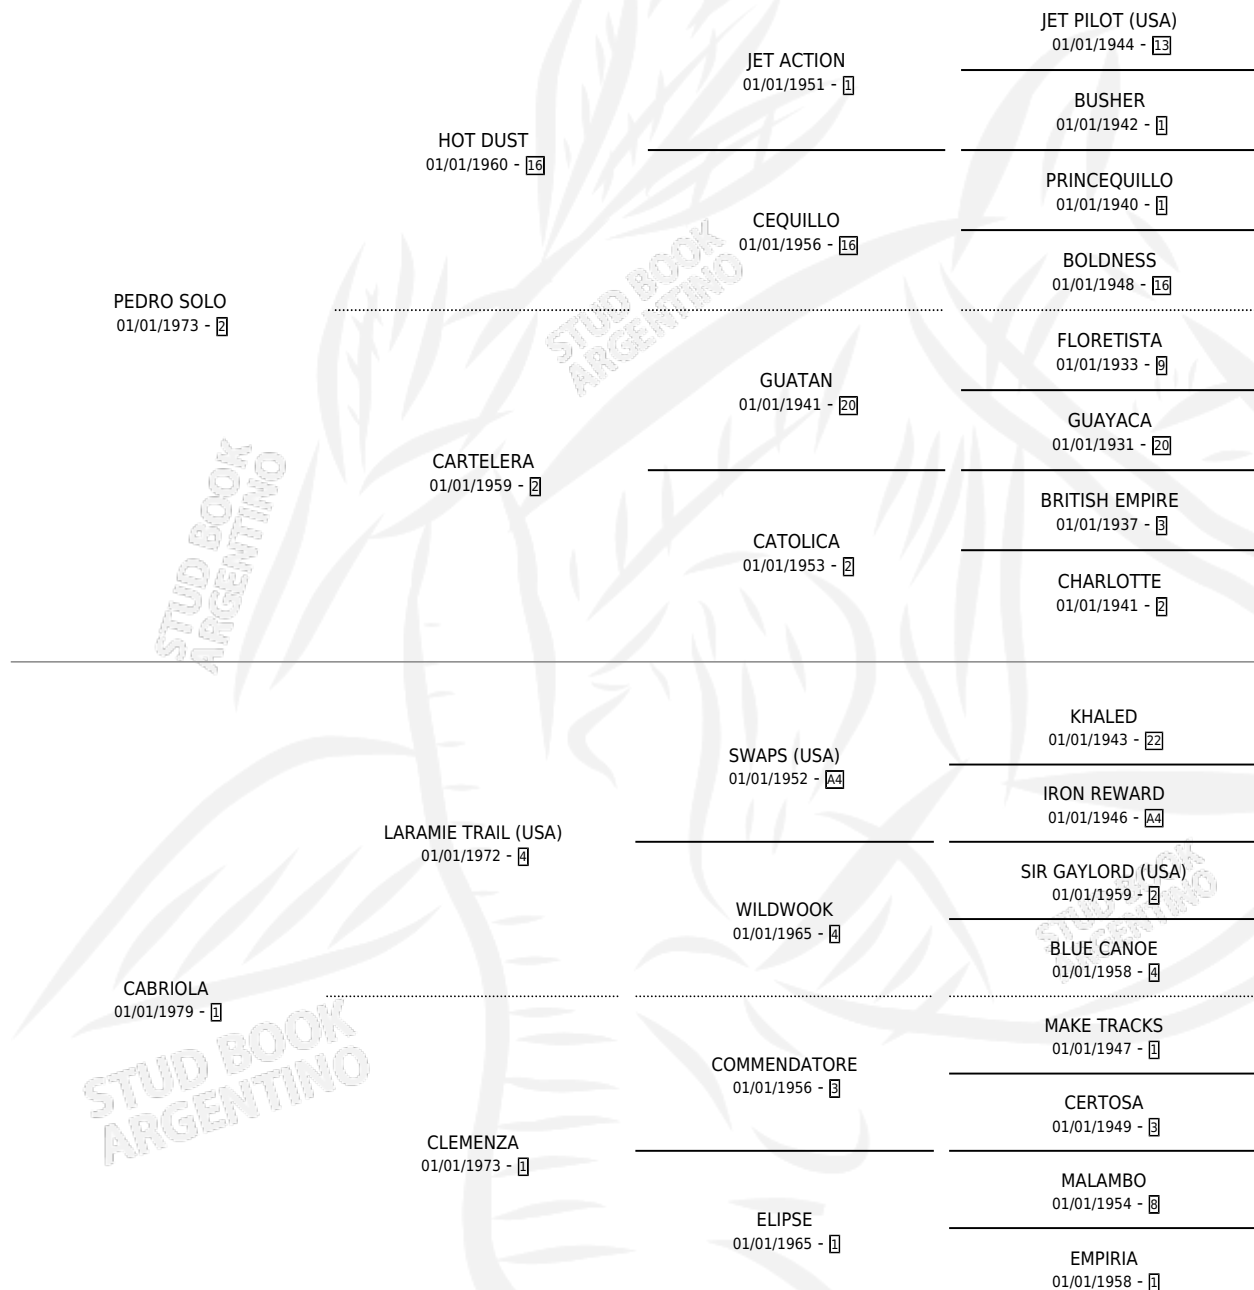 JET PILOT (USA)
01/01/1944 - 13
JET ACTION
01/01/1951 - 1
BUSHER
01/01/1942 - 1
HOT DUST
01/01/1960 - 16
PRINCEQUILLO
01/01/1940 - 1
CEQUILLO
01/01/1956 - 16
BOLDNESS
01/01/1948 - 16
PEDRO SOLO
01/01/1973 - 2
FLORETISTA
01/01/1933 - 9
GUATAN
01/01/1941 - 20
GUAYACA
01/01/1931 - 20
CARTELERA
01/01/1959 - 2
BRITISH EMPIRE
01/01/1937 - 3
CATOLICA
01/01/1953 - 2
CHARLOTTE
01/01/1941 - 2
KHALED
01/01/1943 - 22
SWAPS (USA)
01/01/1952 - A4
IRON REWARD
01/01/1946 - A4
LARAMIE TRAIL (USA)
01/01/1972 - 4
SIR GAYLORD (USA)
01/01/1959 - 2
WILDWOOK
01/01/1965 - 4
BLUE CANOE
01/01/1958 - 4
CABRIOLA
01/01/1979 - 1
MAKE TRACKS
01/01/1947 - 1
COMMENDATORE
01/01/1956 - 3
CERTOSA
01/01/1949 - 3
CLEMENZA
01/01/1973 - 1
MALAMBO
01/01/1954 - 8
ELIPSE
01/01/1965 - 1
EMPIRIA
01/01/1958 - 1
STUD BOOK
ARGENTINO
STUD BOOK
ARGENTINO
STUD BOOK
ARGENTINO
STUD BOOK
ARGENTINO